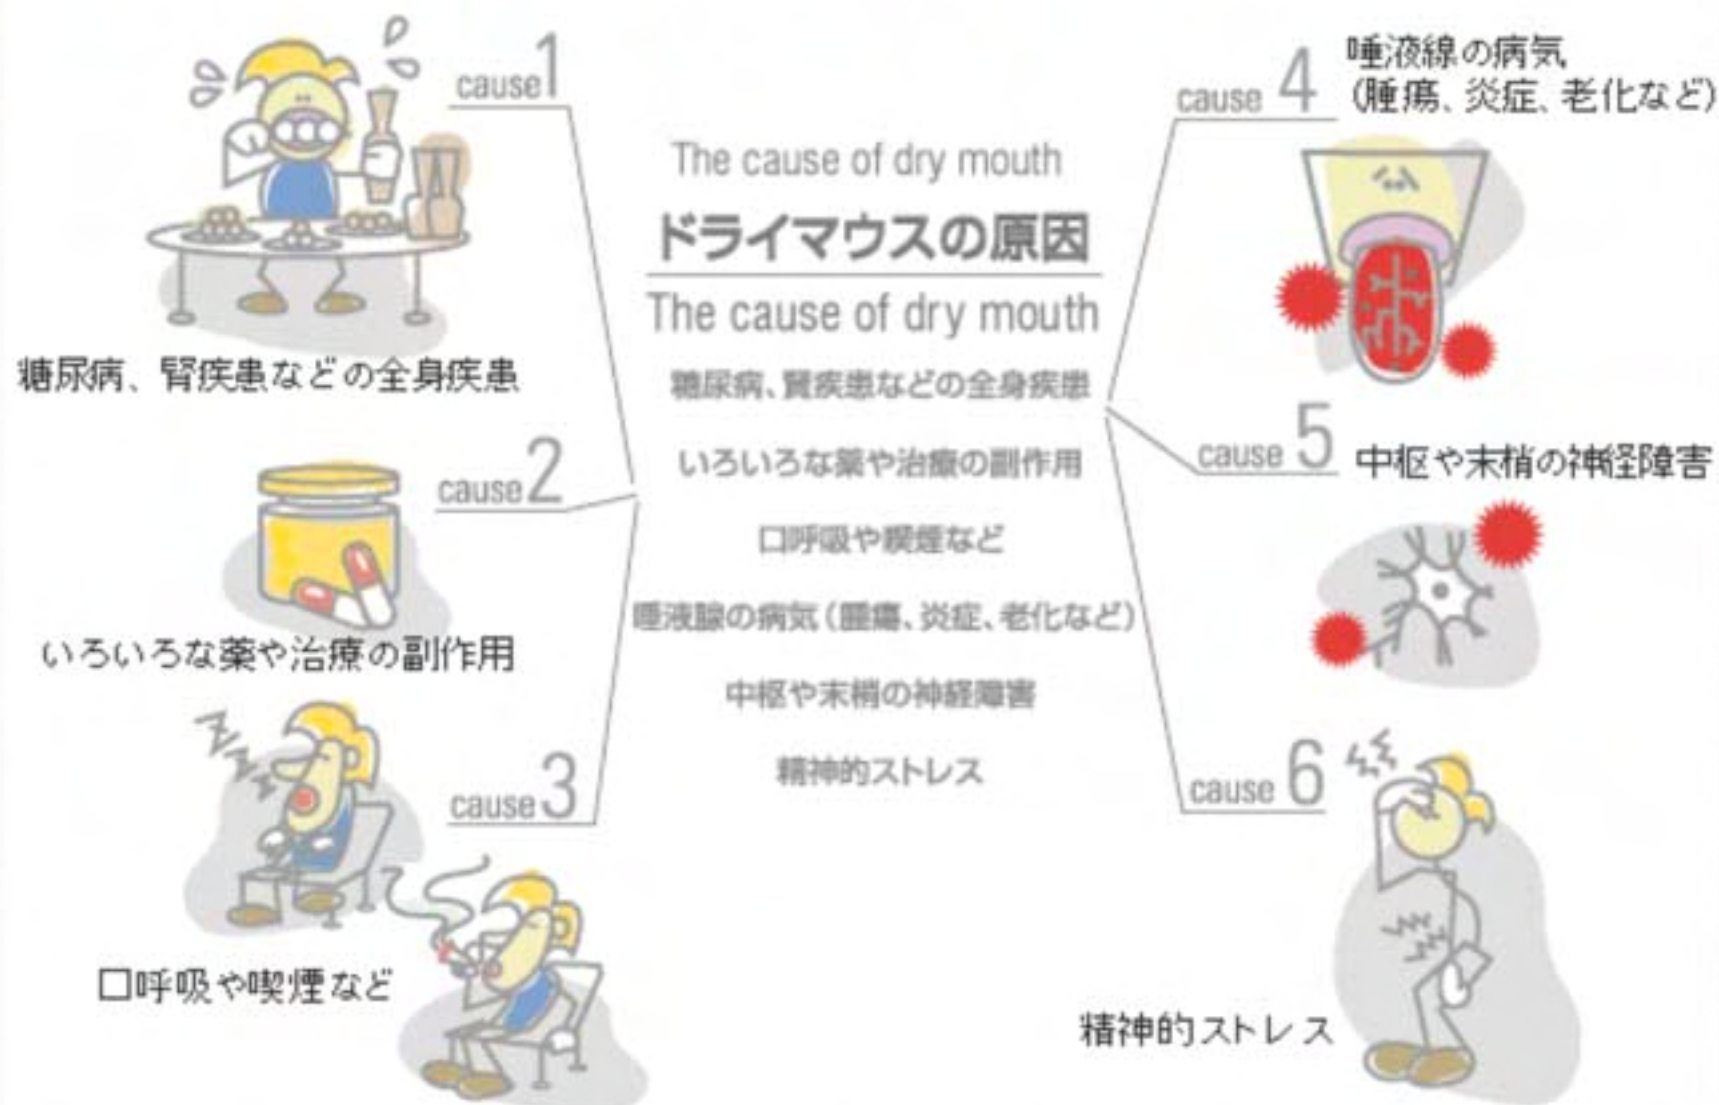 cause 1
糖尿病、腎疾患などの全身疾患
cause 2
いろいろな薬や治療の副作用
cause 3
口呼吸や喫煙など
The cause of dry mouth
ドライマウスの原因
The cause of dry mouth
糖尿病、腎疾患などの全身疾患
いろいろな薬や治療の副作用
口呼吸や喫煙など
唾液腺の病気（腫瘍、炎症、老化など）
中枢や末梢の神経障害
精神的ストレス
cause 4
唾液線の病気
（腫瘍、炎症、老化など）
cause 5
中枢や末梢の神経障害
cause 6
精神的ストレス